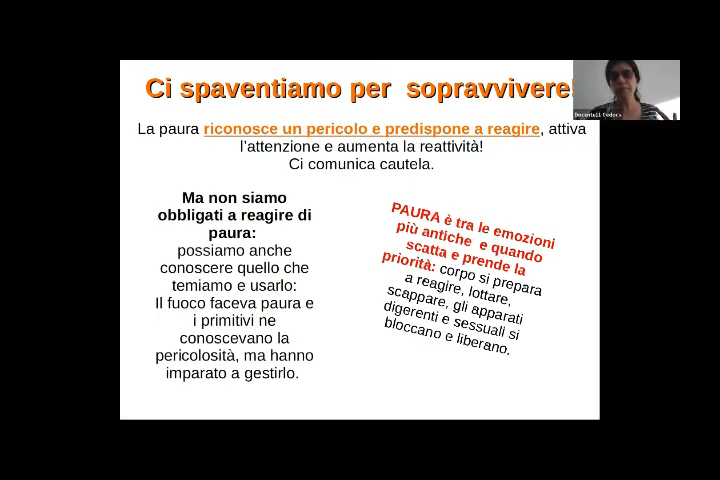 Ci spaventiamo per sopravvivere!
La paura riconosce un pericolo e predispone a reagire, attiva
l'attenzione e aumenta la reattività!
Ci comunica cautela.
Ma non siamo
obbligati a reagire di
paura:
possiamo anche
conoscere quello che
temiamo e usarlo:
Il fuoco faceva paura e
i primitivi ne
conoscevano la
pericolosità, ma hanno
imparato a gestirlo.
PAURA è tra le emozioni
più antiche e quando
scatta e prende la
priorità: corpo si prepara
a reagire, lottare,
scappare, gli apparati
digerenti e sessuali si
bloccano e liberano.
Docente11 Cedocs